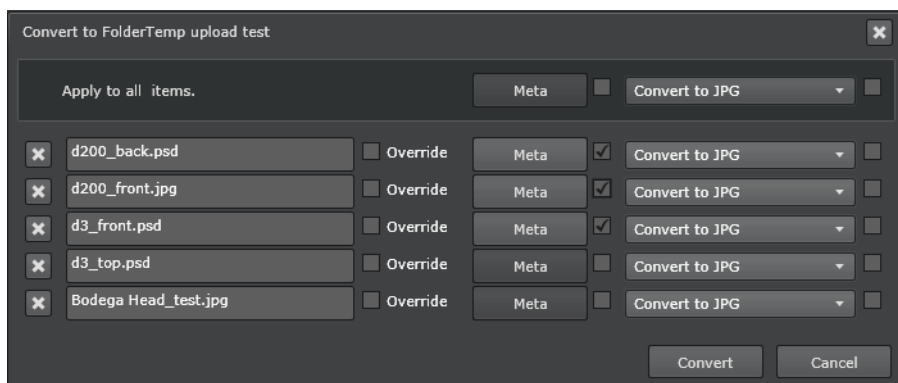 Convert to FolderTemp upload test
Apply to all  items. Meta Convert to JPG
d200_back.psd Override Meta Convert to JPG
d200_front.jpg Override Meta Convert to JPG
d3_front.psd Override Meta Convert to JPG
d3_top.psd Override Meta Convert to JPG
Bodega Head_test.jpg Override Meta Convert to JPG
Convert Cancel